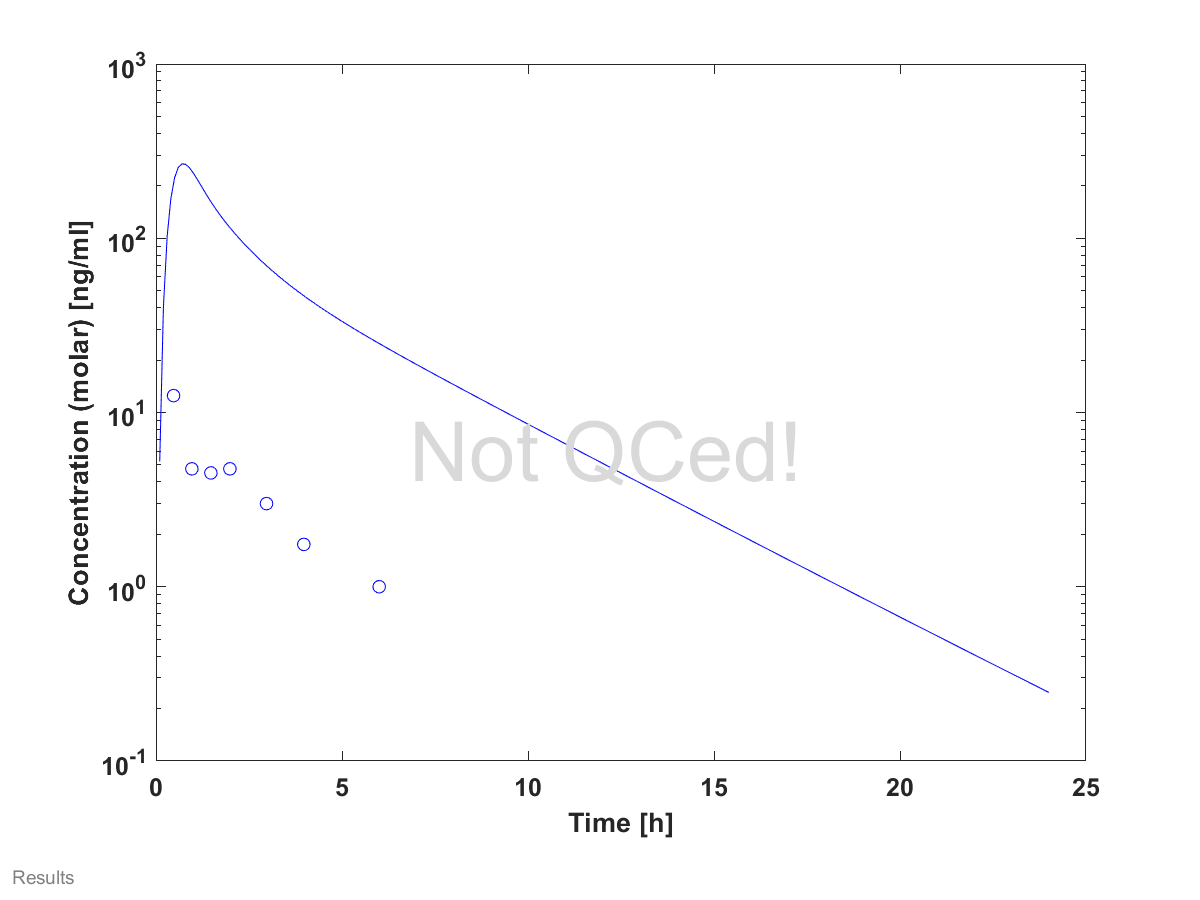 10^3
10^2
10^1
10^0
10^-1
Concentration (molar) [ng/ml]
Not QCed!
0 5 10 15 20 25
Time [h]
Results